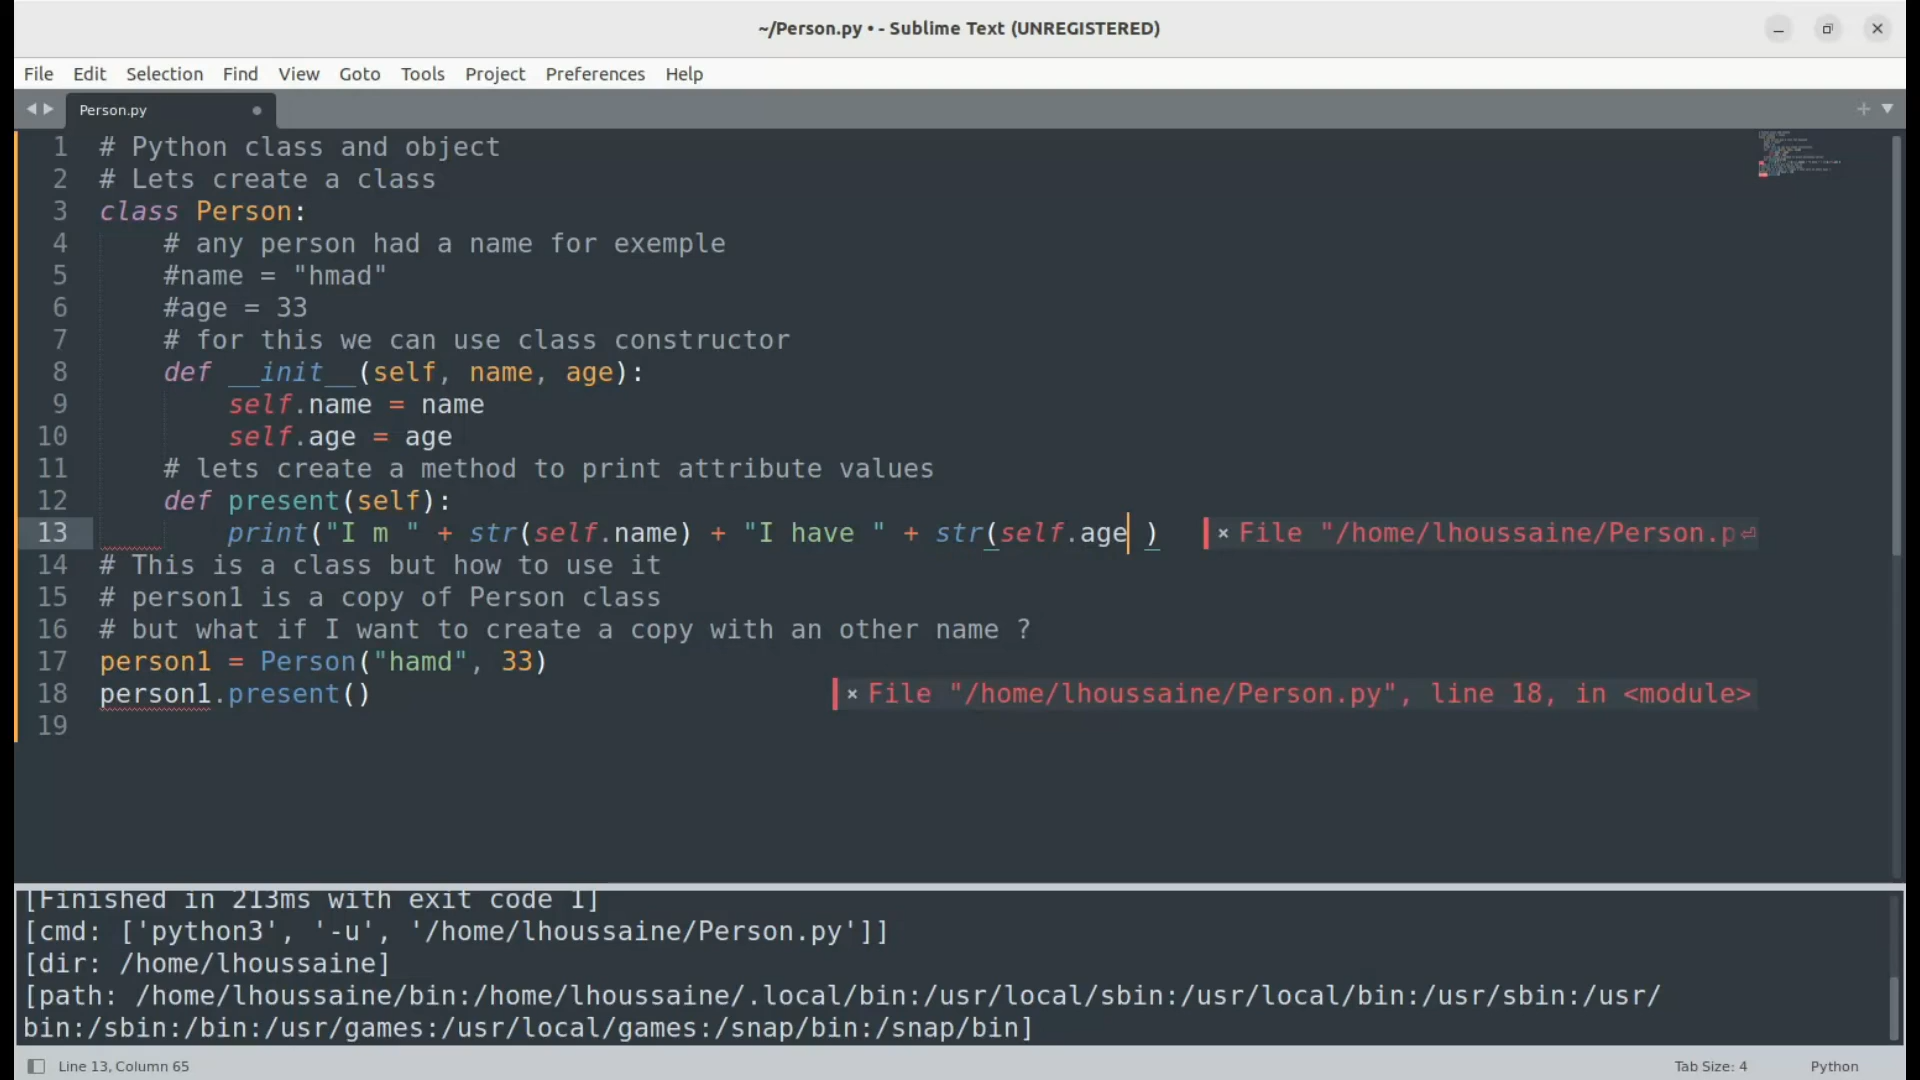 ~/Person.py • - Sublime Text (UNREGISTERED)
File Edit Selection Find View Goto Tools Project Preferences Help
Person.py
1 # Python class and object
2 # Lets create a class
3 class Person:
4     # any person had a name for exemple
5     #name = "hmad"
6     #age = 33
7     # for this we can use class constructor
8     def __init__(self, name, age):
9         self.name = name
10         self.age = age
11     # lets create a method to print attribute values
12     def present(self):
13         print("I m " + str(self.name) + "I have " + str(self.age ) × File "/home/lhoussaine/Person.p
14 # This is a class but how to use it
15 # person1 is a copy of Person class
16 # but what if I want to create a copy with an other name ?
17 person1 = Person("hamd", 33)
18 person1.present() × File "/home/lhoussaine/Person.py", line 18, in <module>
19
[Finished in 213ms with exit code 1]
[cmd: ['python3', '-u', '/home/lhoussaine/Person.py']]
[dir: /home/lhoussaine]
[path: /home/lhoussaine/bin:/home/lhoussaine/.local/bin:/usr/local/sbin:/usr/local/bin:/usr/sbin:/usr/
bin:/sbin:/bin:/usr/games:/usr/local/games:/snap/bin:/snap/bin]
Line 13, Column 65 Tab Size: 4 Python